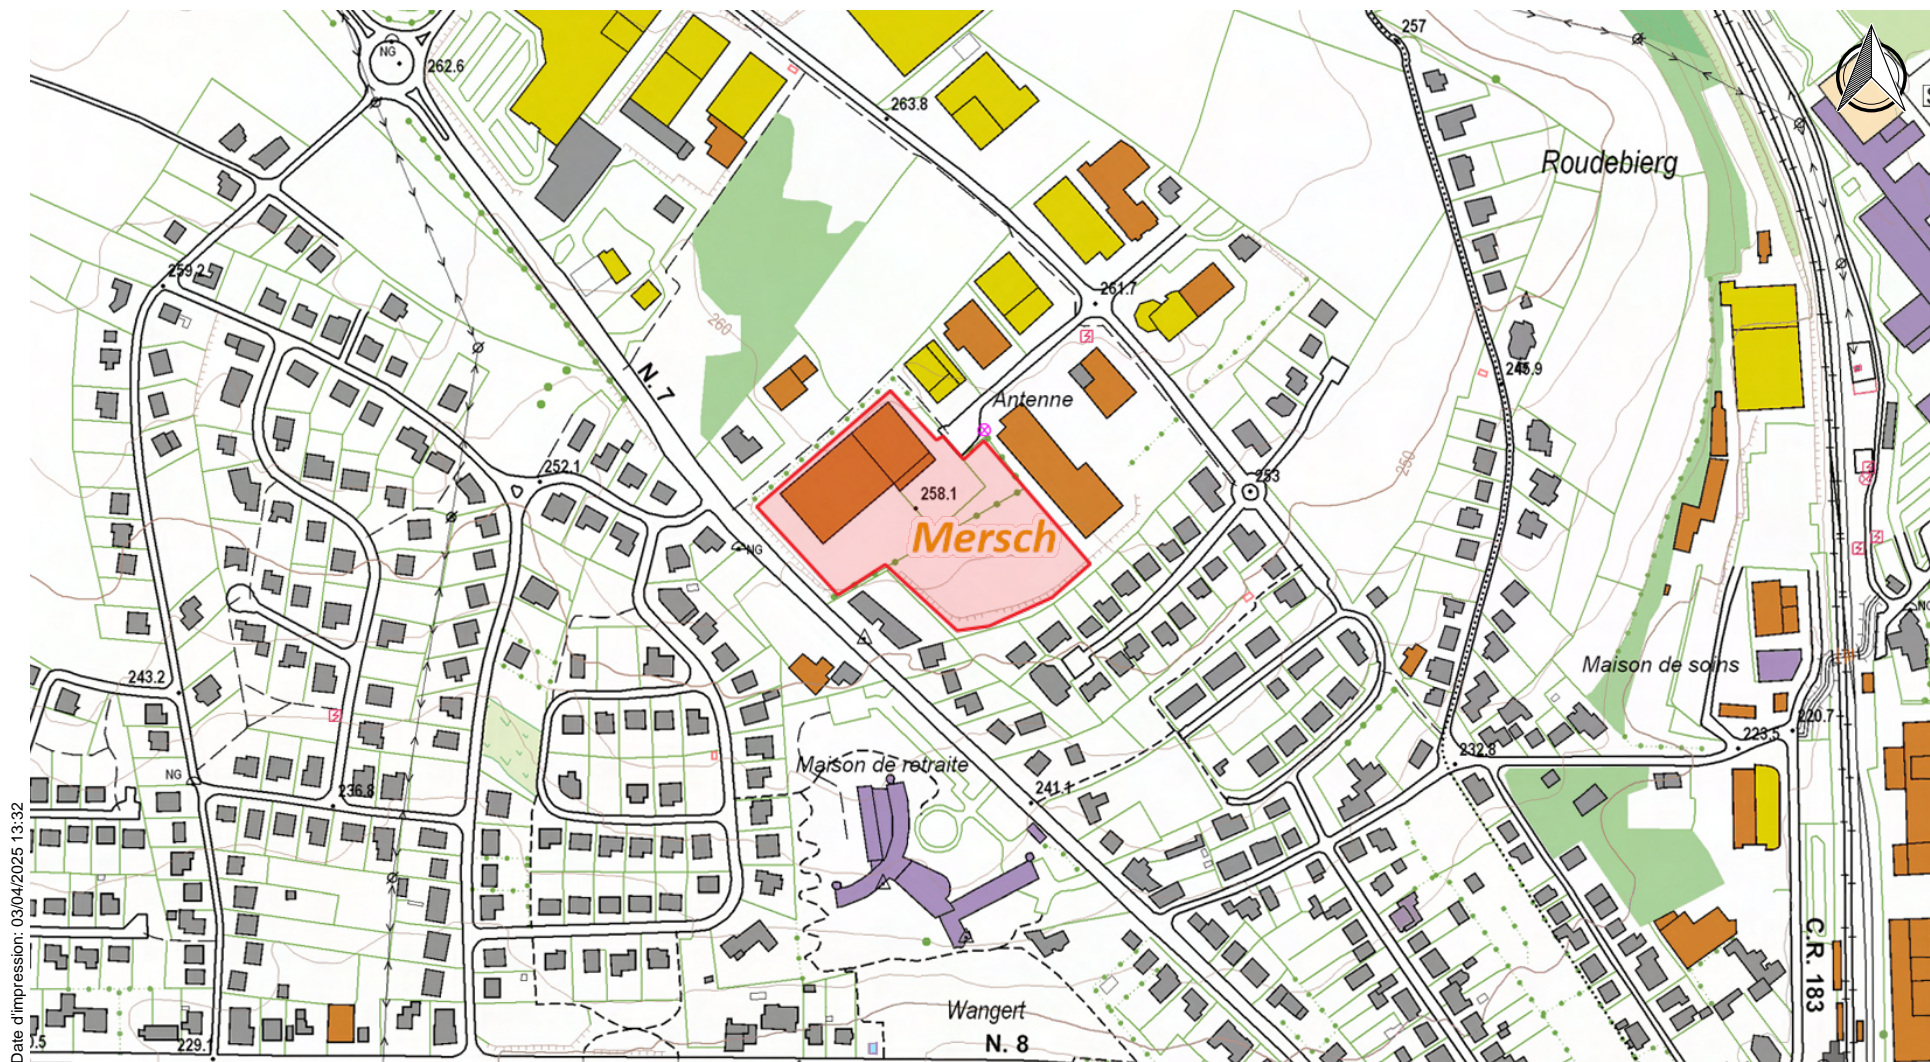 257
NG
262.6
263.8
Roudebierg
259.2
261.7
260
N. 7
245.9
Antenne
250
252.1
253
258.1
Mersch
NG
NG
Maison de soins
243.2
220.7
223.5
232.8
NG
Maison de retraite
236.8
241.1
C.R. 183
Wangert
N. 8
229.1
Date d'impression: 03/04/2025 13:32